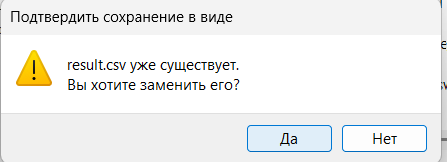 Подтвердить сохранение в виде
result.csv уже существует.
Вы хотите заменить его?
Да
Нет